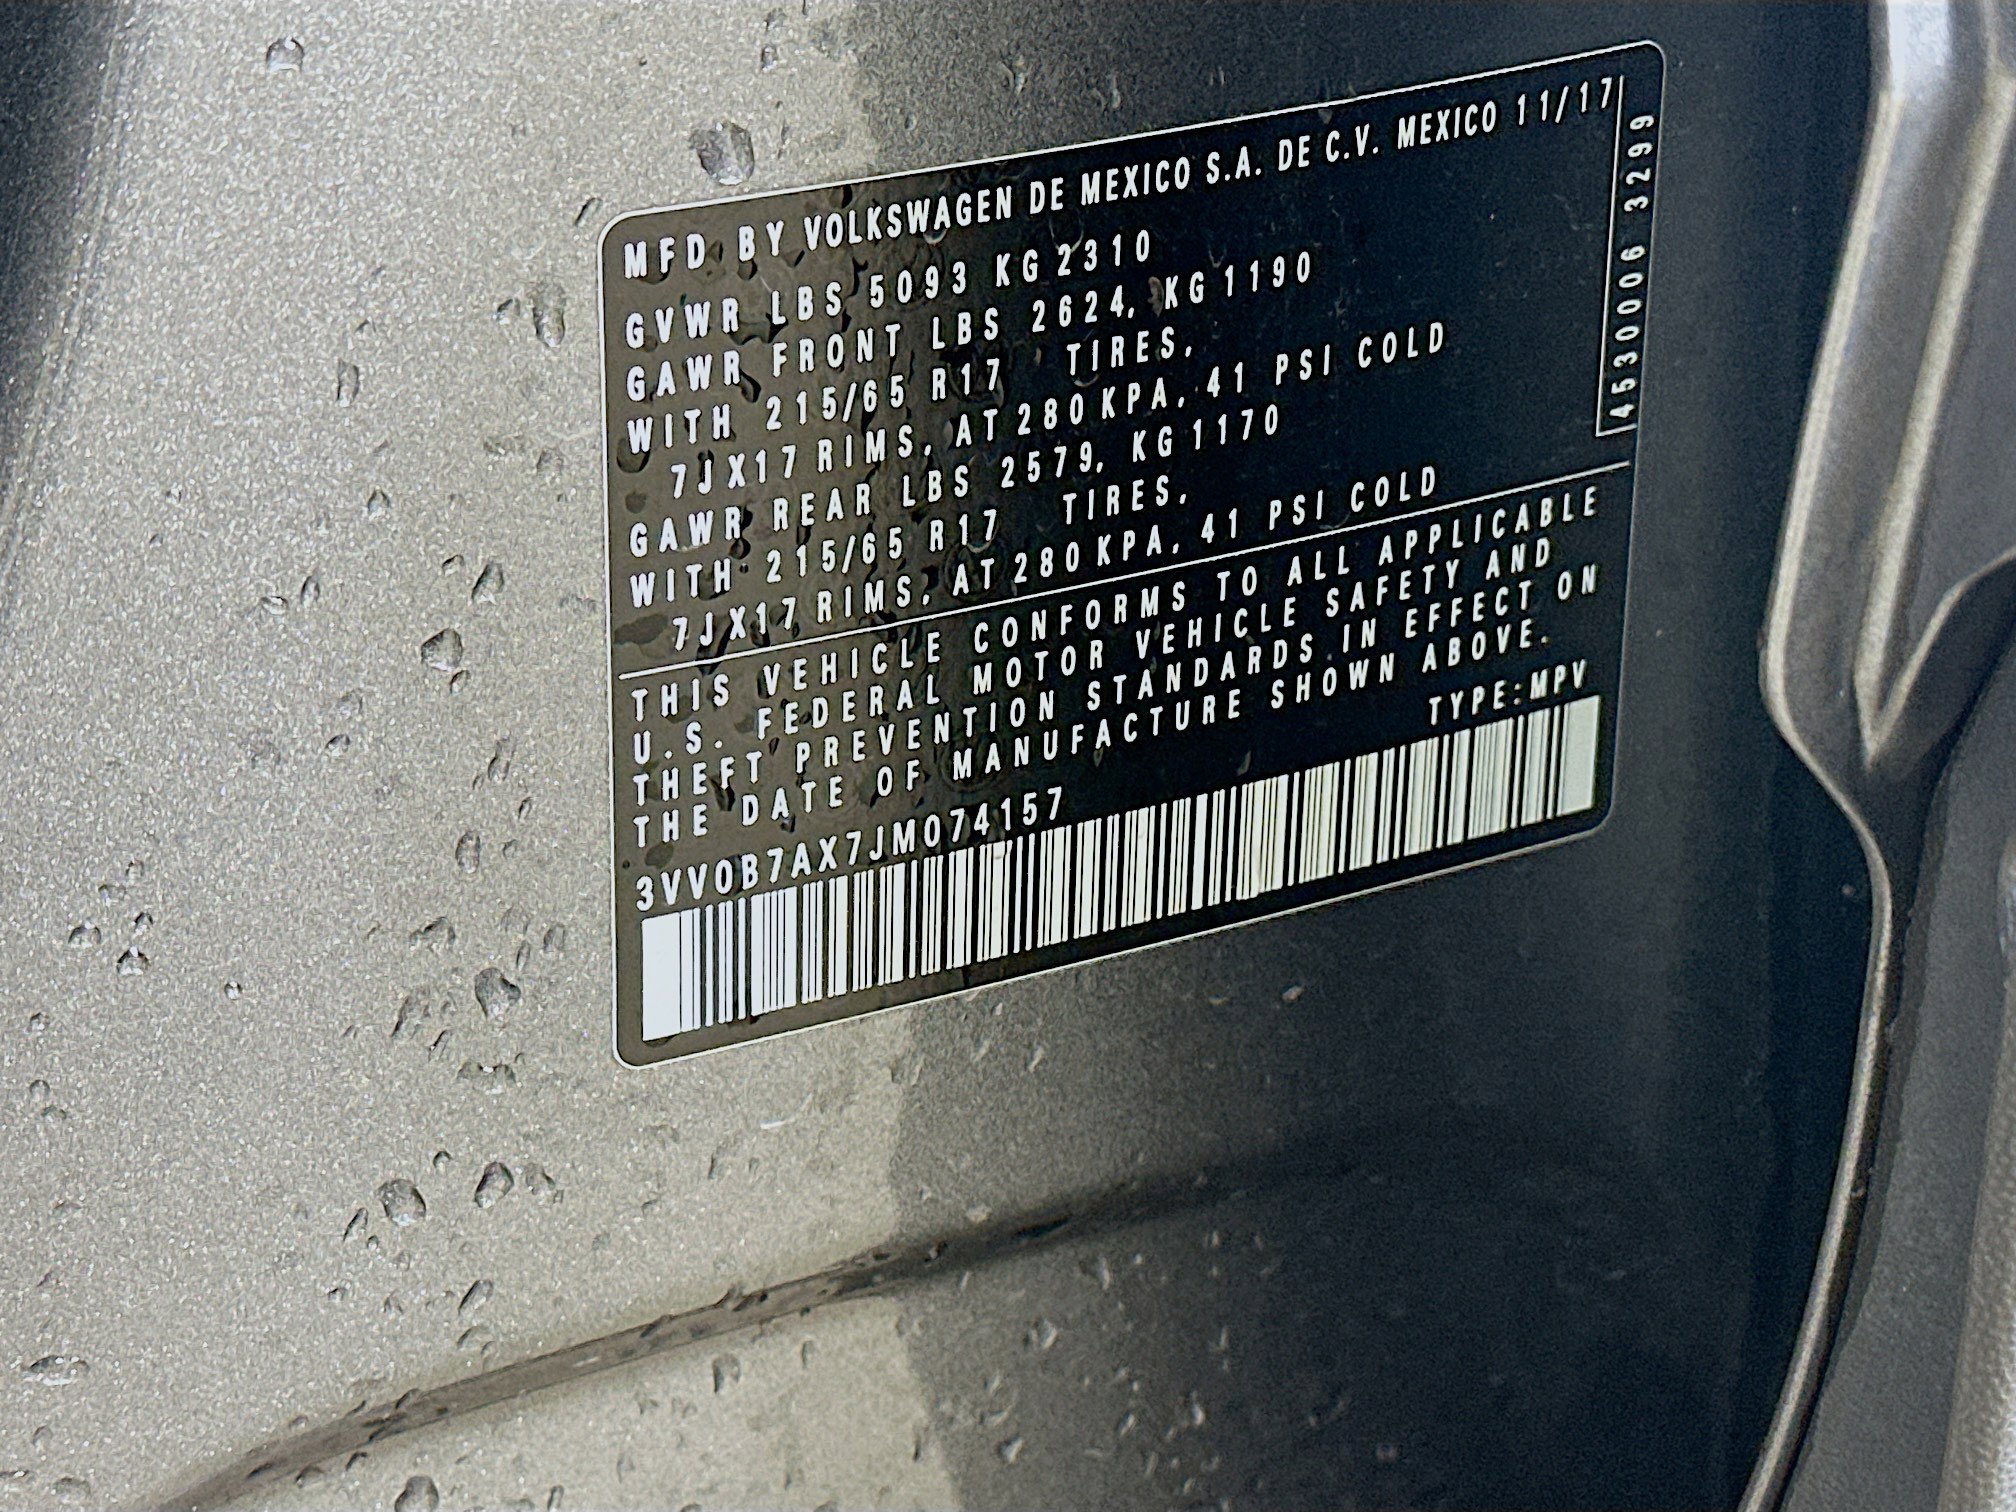 MFD BY VOLKSWAGEN DE MEXICO S.A. DE C.V. MEXICO 11/17
GVWR LBS 5093 KG 2310
GAWR FRONT LBS 2624, KG 1190
WITH 215/65 R17 TIRES,
7JX17 RIMS, AT 280 KPA, 41 PSI COLD
GAWR REAR LBS 2579, KG 1170
WITH 215/65 R17 TIRES,
7JX17 RIMS, AT 280 KPA, 41 PSI COLD
4530006 3299
THIS VEHICLE CONFORMS TO ALL APPLICABLE
U.S. FEDERAL MOTOR VEHICLE SAFETY AND
THEFT PREVENTION STANDARDS IN EFFECT ON
THE DATE OF MANUFACTURE SHOWN ABOVE.
TYPE:MPV
3VV0B7AX7JM074157